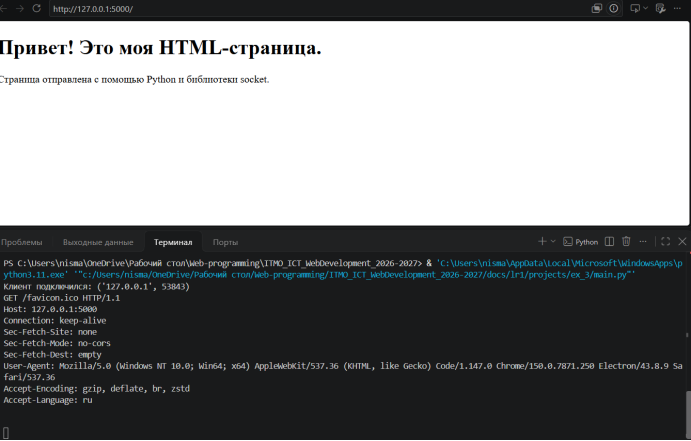 http://127.0.0.1:5000/
Привет! Это моя HTML-страница.
Страница отправлена с помощью Python и библиотеки socket.
Проблемы Выходные данные Терминал Порты
Python
PS C:\Users\nisma\OneDrive\Рабочий стол\Web-programming\ITMO_ICT_WebDevelopment_2026-2027> & 'C:\Users\nisma\AppData\Local\Microsoft\WindowsApps\p
ython3.11.exe' '"c:/Users/nisma/OneDrive/Рабочий стол/Web-programming/ITMO_ICT_WebDevelopment_2026-2027/docs/lr1/projects/ex_3/main.py"'
Клиент подключился: ('127.0.0.1', 53843)
GET /favicon.ico HTTP/1.1
Host: 127.0.0.1:5000
Connection: keep-alive
Sec-Fetch-Site: none
Sec-Fetch-Mode: no-cors
Sec-Fetch-Dest: empty
User-Agent: Mozilla/5.0 (Windows NT 10.0; Win64; x64) AppleWebKit/537.36 (KHTML, like Gecko) Code/1.147.0 Chrome/150.0.7871.250 Electron/43.8.9 Sa
fari/537.36
Accept-Encoding: gzip, deflate, br, zstd
Accept-Language: ru